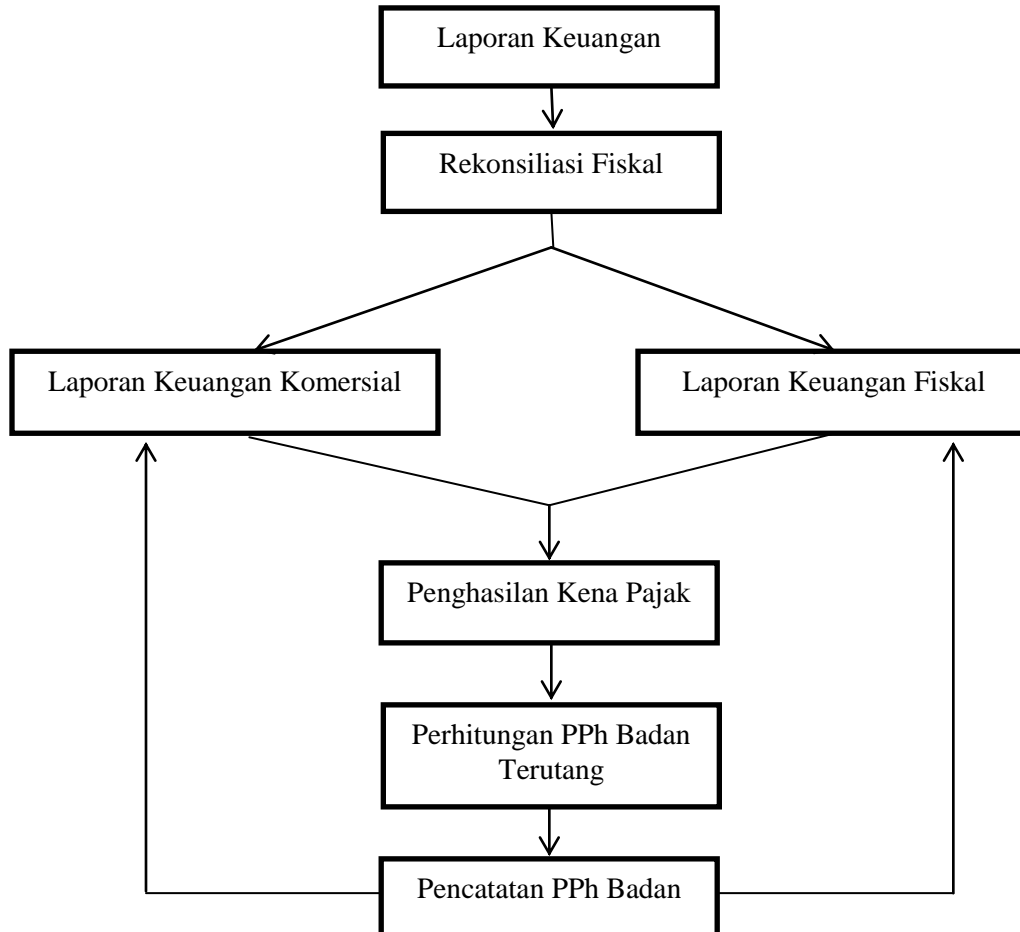 Laporan Keuangan
Rekonsiliasi Fiskal
Laporan Keuangan Komersial
Laporan Keuangan Fiskal
Penghasilan Kena Pajak
Perhitungan PPh Badan
Terutang
Pencatatan PPh Badan